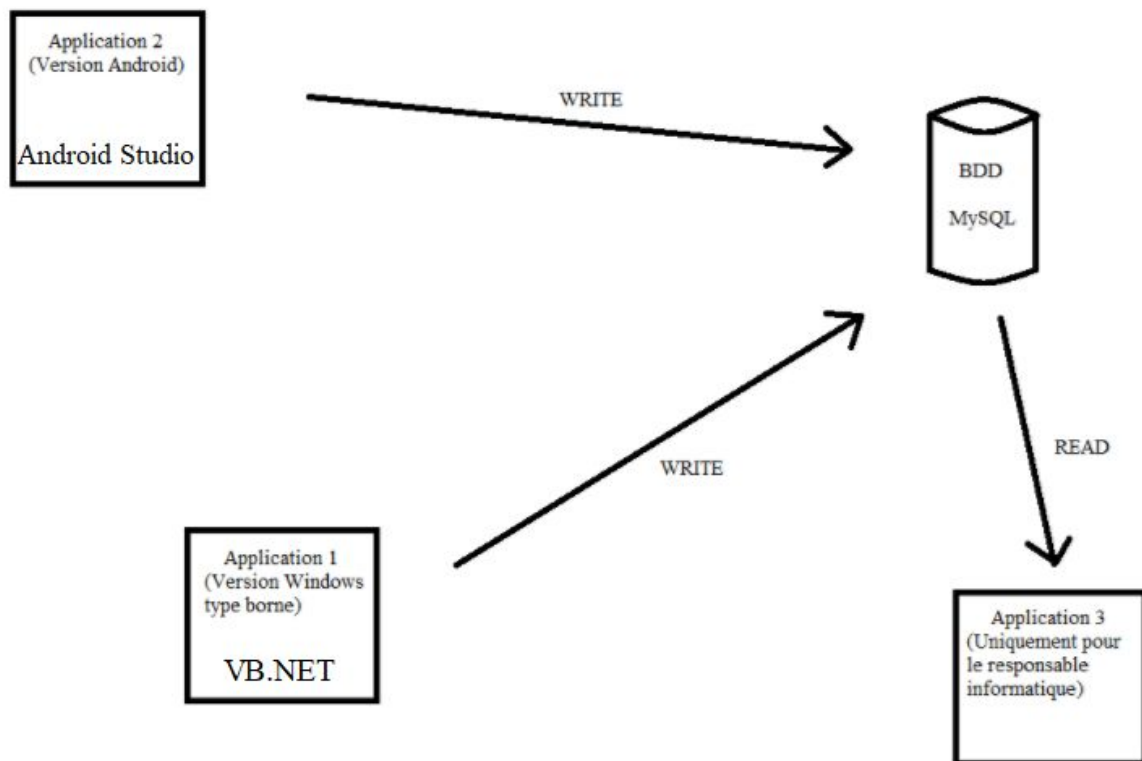 Application 2
(Version Android)
Android Studio
WRITE
BDD
MySQL
WRITE
READ
Application 1
(Version Windows
type borne)
VB.NET
Application 3
(Uniquement pour
le responsable
informatique)